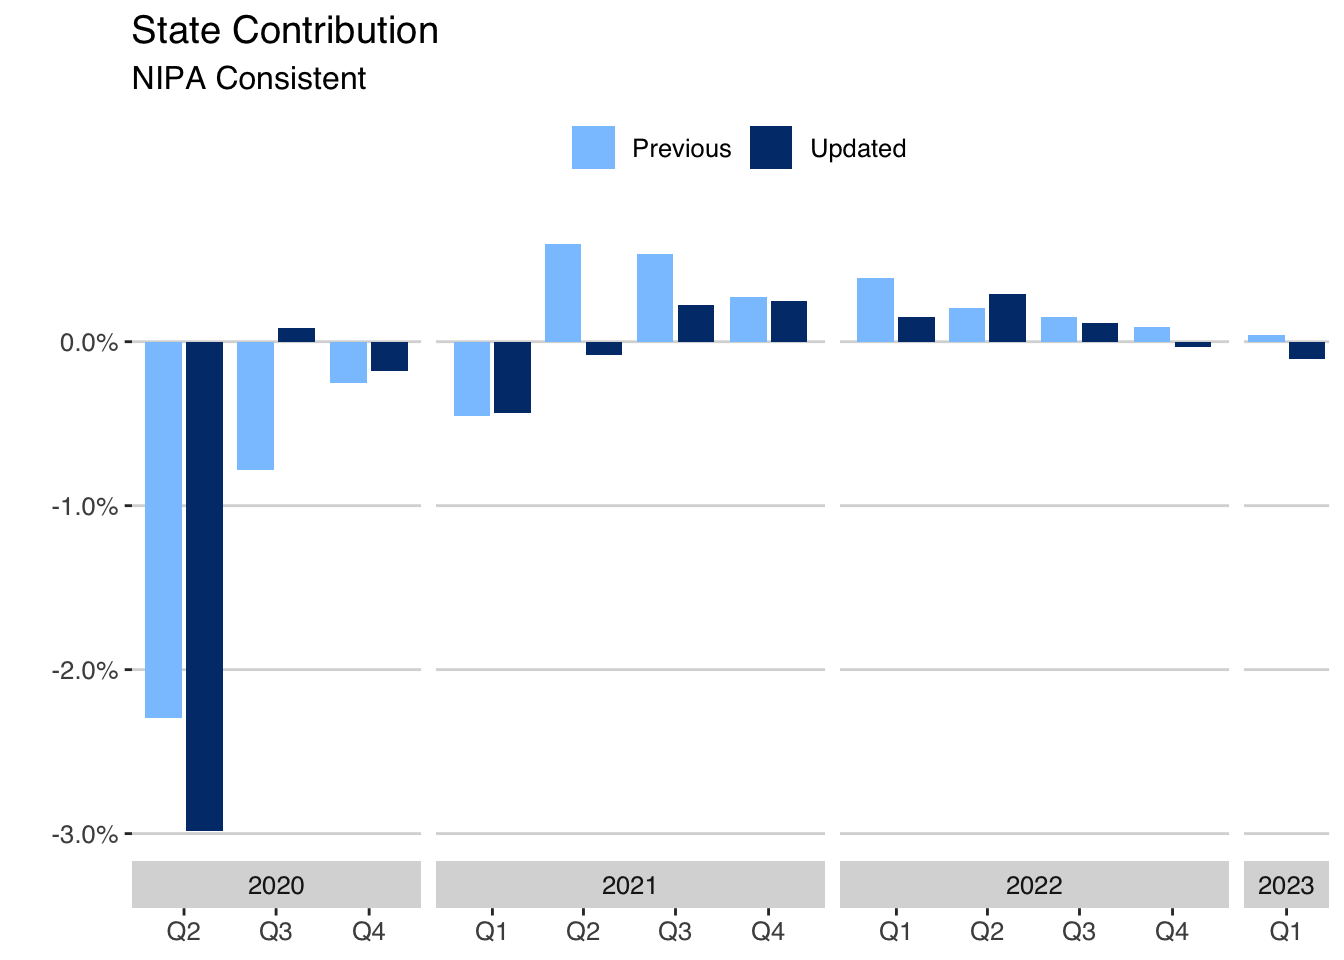 State Contribution
NIPA Consistent
Previous Updated
0.0%
-1.0%
-2.0%
-3.0%
2020 2021 2022 2023
Q2 Q3 Q4 Q1 Q2 Q3 Q4 Q1 Q2 Q3 Q4 Q1